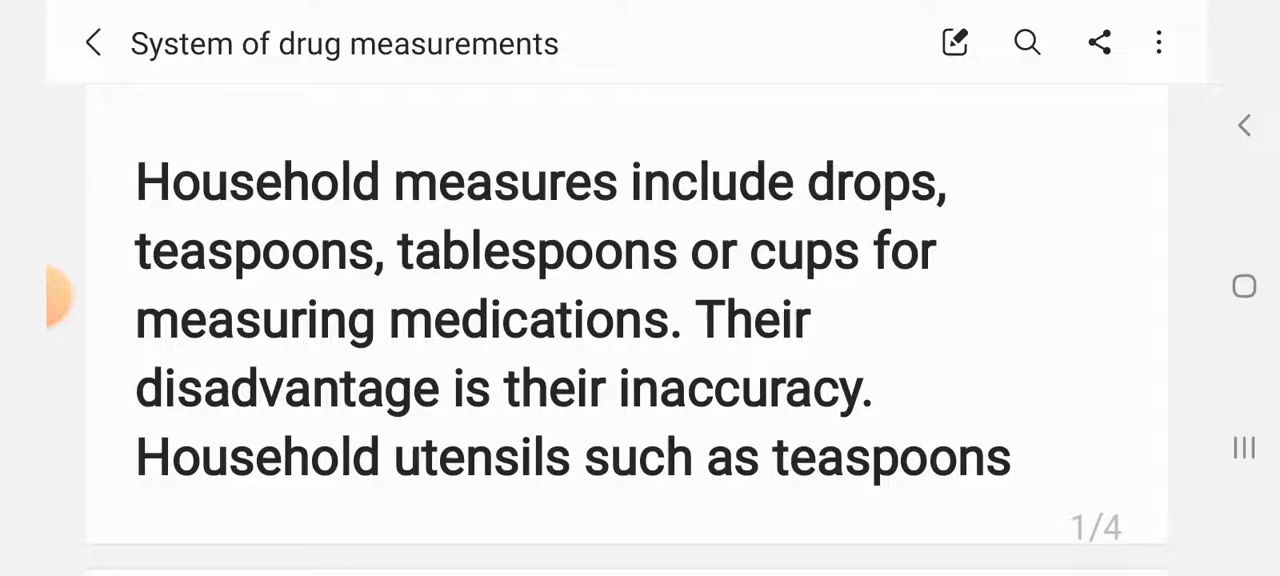 System of drug measurements
Household measures include drops,
teaspoons, tablespoons or cups for
measuring medications. Their
disadvantage is their inaccuracy.
Household utensils such as teaspoons
1/4